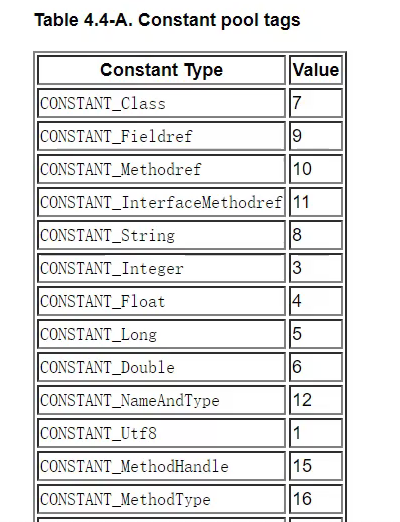 Table 4.4-A. Constant pool tags
Constant Type Value
CONSTANT_Class 7
CONSTANT_Fieldref 9
CONSTANT_Methodref 10
CONSTANT_InterfaceMethodref 11
CONSTANT_String 8
CONSTANT_Integer 3
CONSTANT_Float 4
CONSTANT_Long 5
CONSTANT_Double 6
CONSTANT_NameAndType 12
CONSTANT_Utf8 1
CONSTANT_MethodHandle 15
CONSTANT_MethodType 16